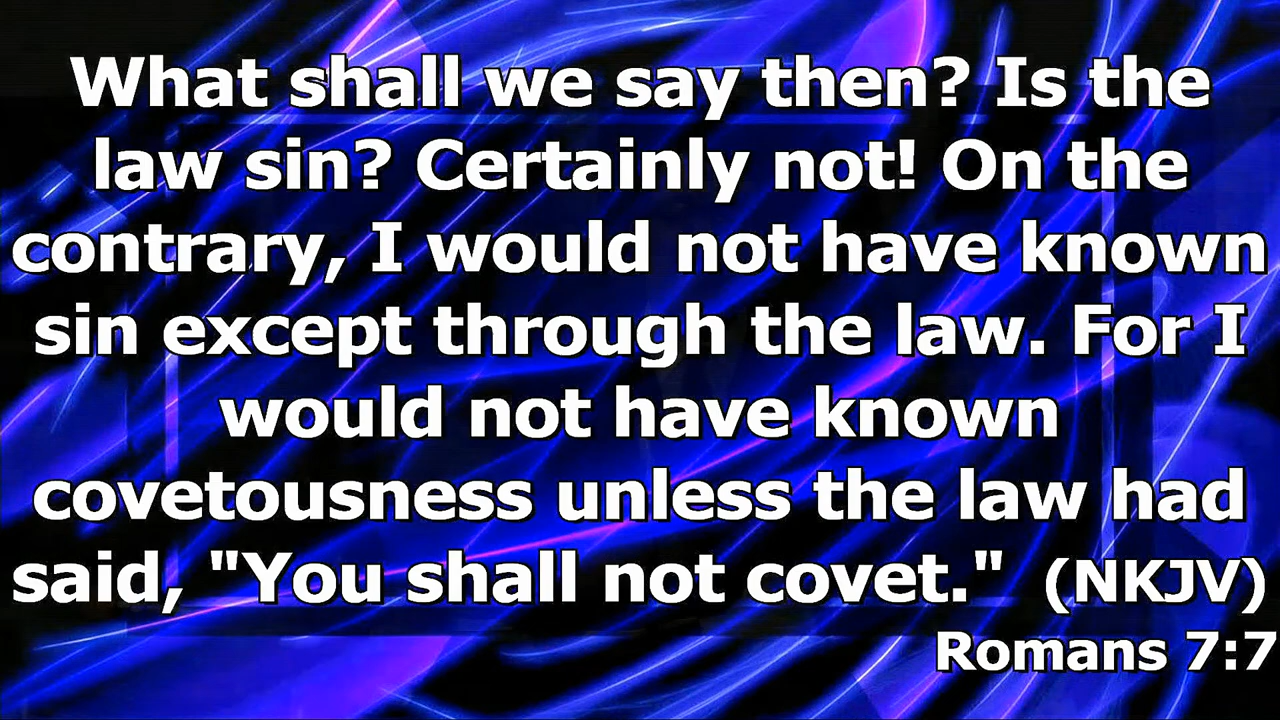 What shall we say then? Is the
law sin? Certainly not! On the
contrary, I would not have known
sin except through the law. For I
would not have known
covetousness unless the law had
said, "You shall not covet." (NKJV)
Romans 7:7